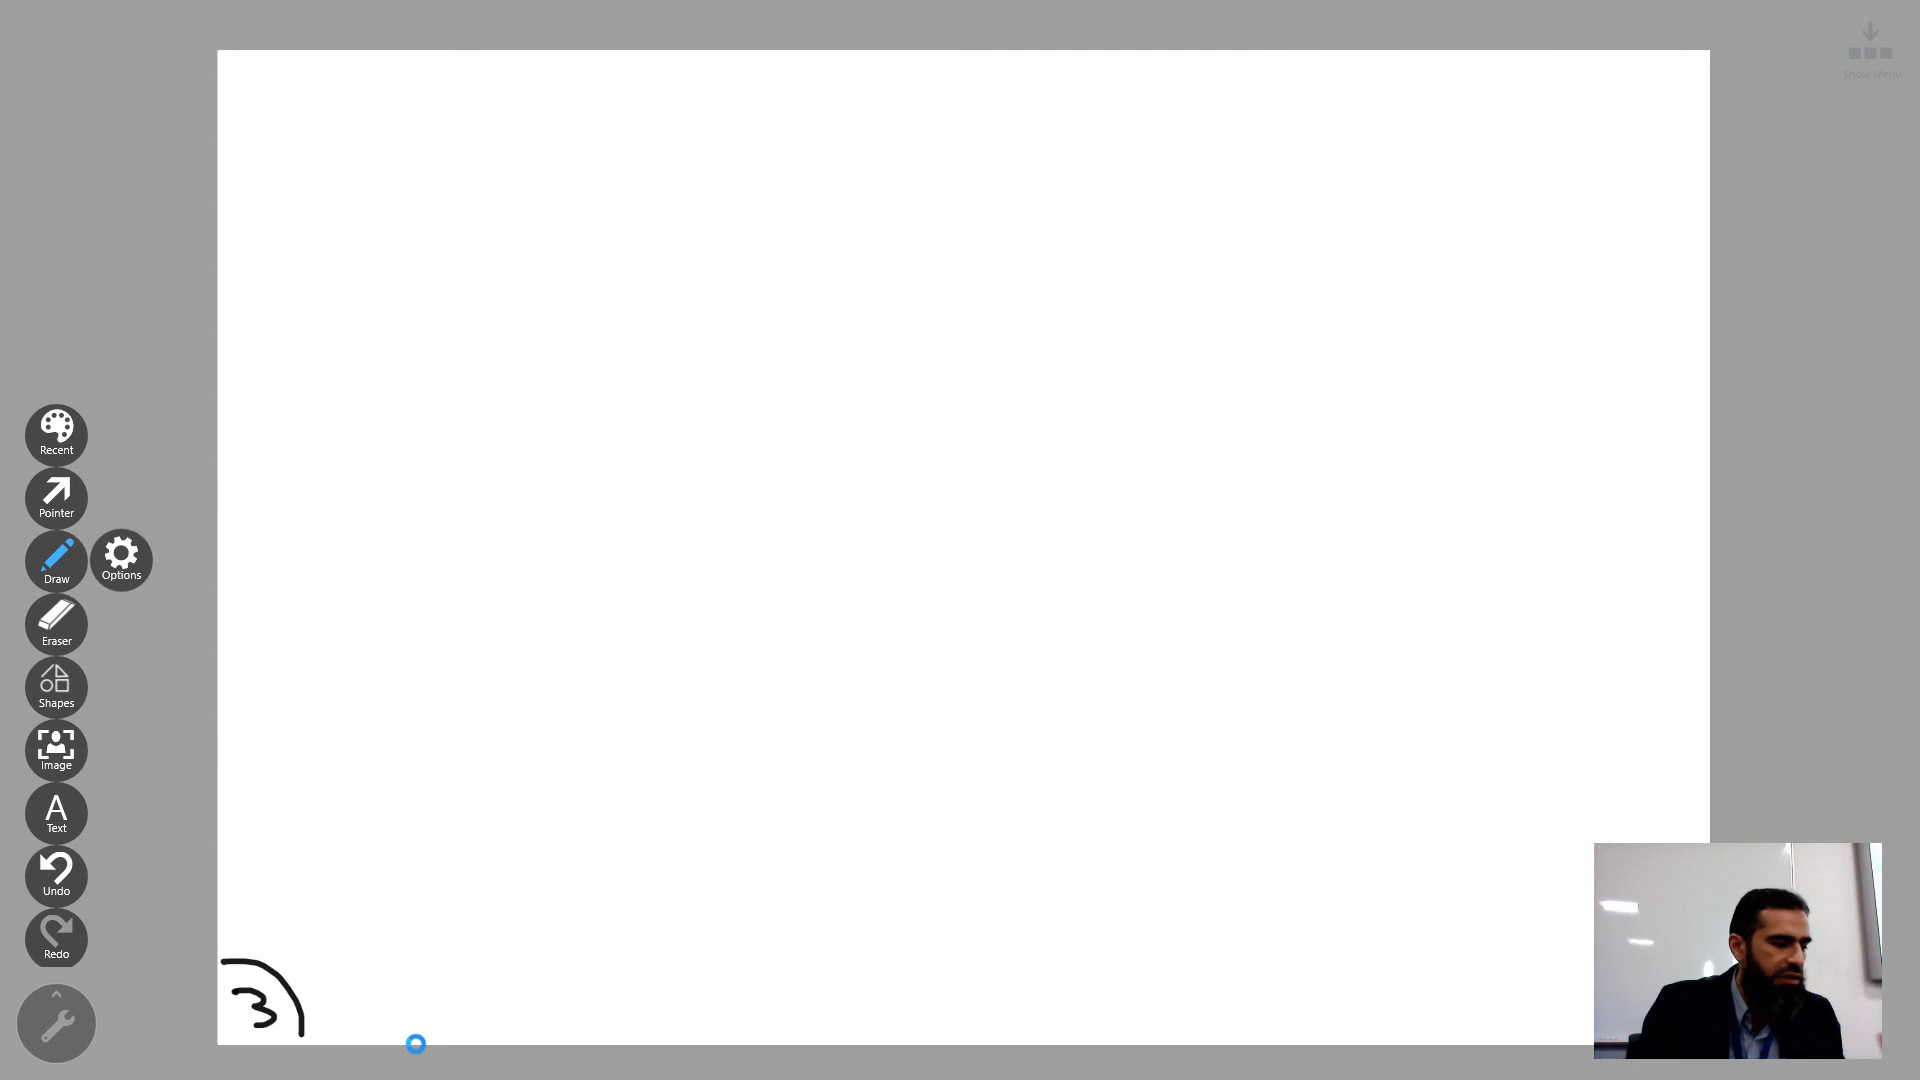 Show Menu
Recent
Pointer
Draw
Options
Eraser
Shapes
Image
A
Text
Undo
Redo
3